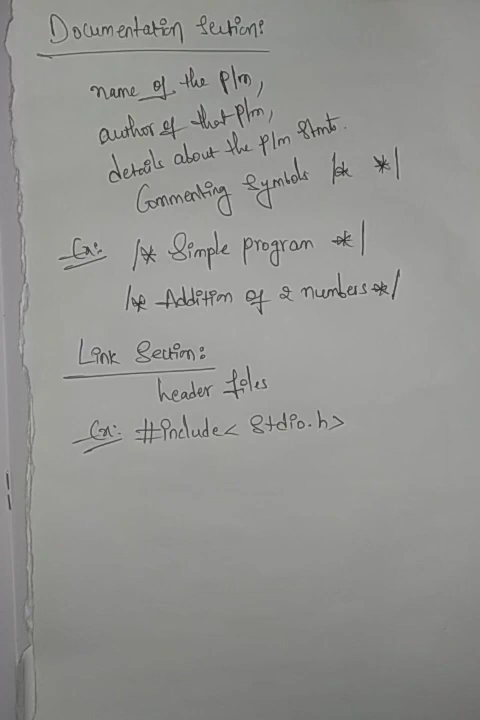 Documentation Section:
name of the p/m,
author of that p/m,
details about the p/m Stmts.
Commenting Symbols /* */
Ex: /* Simple program */
/* Addition of 2 numbers */
Link Section:
header files
Ex: #include< stdio.h>